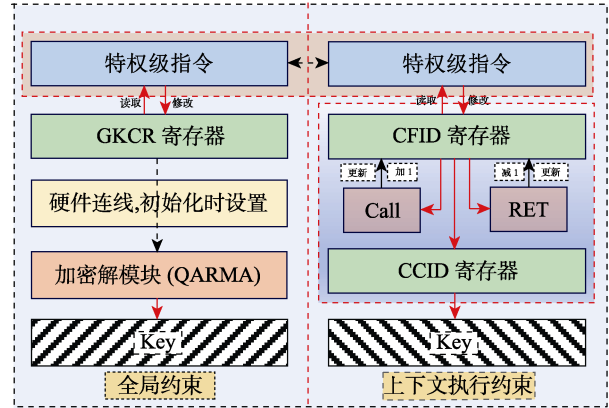 特权级指令
特权级指令
读取
修改
读取
修改
GKCR 寄存器
CFID 寄存器
更新
加 1
减 1
更新
硬件连线,初始化时设置
Call
RET
加密解模块 (QARMA)
CCID 寄存器
Key
Key
全局约束
上下文执行约束